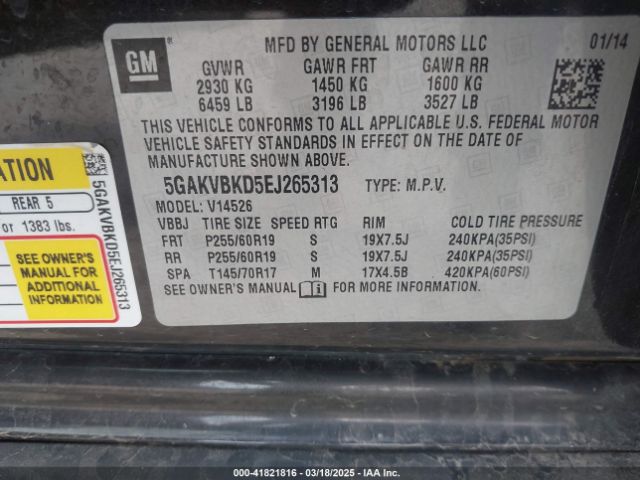 GM
MFD BY GENERAL MOTORS LLC 01/14
GVWR GAWR FRT GAWR RR
2930 KG 1450 KG 1600 KG
6459 LB 3196 LB 3527 LB
THIS VEHICLE CONFORMS TO ALL APPLICABLE U.S. FEDERAL MOTOR
VEHICLE SAFETY STANDARDS IN EFFECT ON THE DATE OF
MANUFACTURE SHOWN ABOVE.
5GAKVBKD5EJ265313 TYPE: M.P.V.
MODEL: V14526
VBBJ TIRE SIZE SPEED RTG RIM COLD TIRE PRESSURE
FRT P255/60R19 S 19X7.5J 240KPA(35PSI)
RR P255/60R19 S 19X7.5J 240KPA(35PSI)
SPA T145/70R17 M 17X4.5B 420KPA(60PSI)
SEE OWNER'S MANUAL i FOR MORE INFORMATION.
ATION
REAR 5
or 1383 lbs.
SEE OWNER'S
MANUAL FOR
ADDITIONAL
INFORMATION
5GAKVBKD5EJ265313
000-41821816 — 03/18/2025 — IAA Inc.